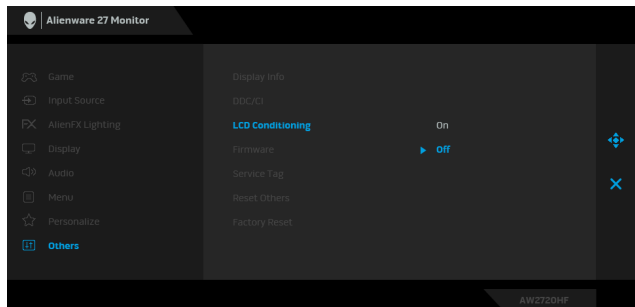 Alienware 27 Monitor
Game
Display Info
Input Source
DDC/CI
AlienFX Lighting
LCD Conditioning
On
Display
Firmware
Off
Audio
Service Tag
Menu
Reset Others
Personalize
Factory Reset
Others
AW2720HF